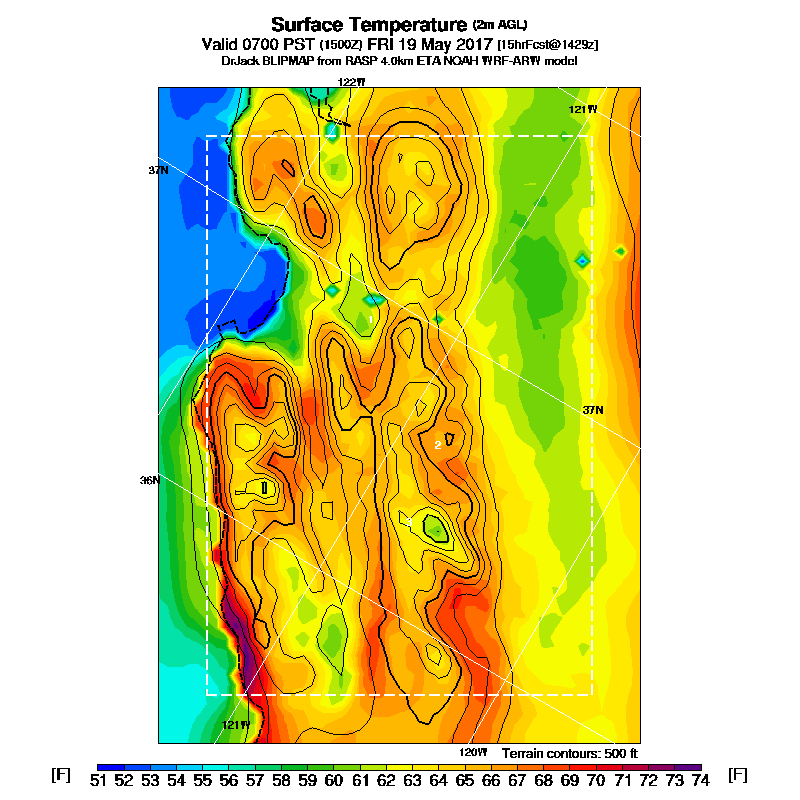 Surface Temperature (2m AGL)
Valid 0700 PST (1500Z) FRI 19 May 2017 [15hrFcst@1429z]
DrJack BLIPMAP from RASP 4.0km ETA NOAH WRF-ARW model
122W
121W
37N
1
37N
2
36N
121W
120W
Terrain contours: 500 ft
[F] 51 52 53 54 55 56 57 58 59 60 61 62 63 64 65 66 67 68 69 70 71 72 73 74 [F]